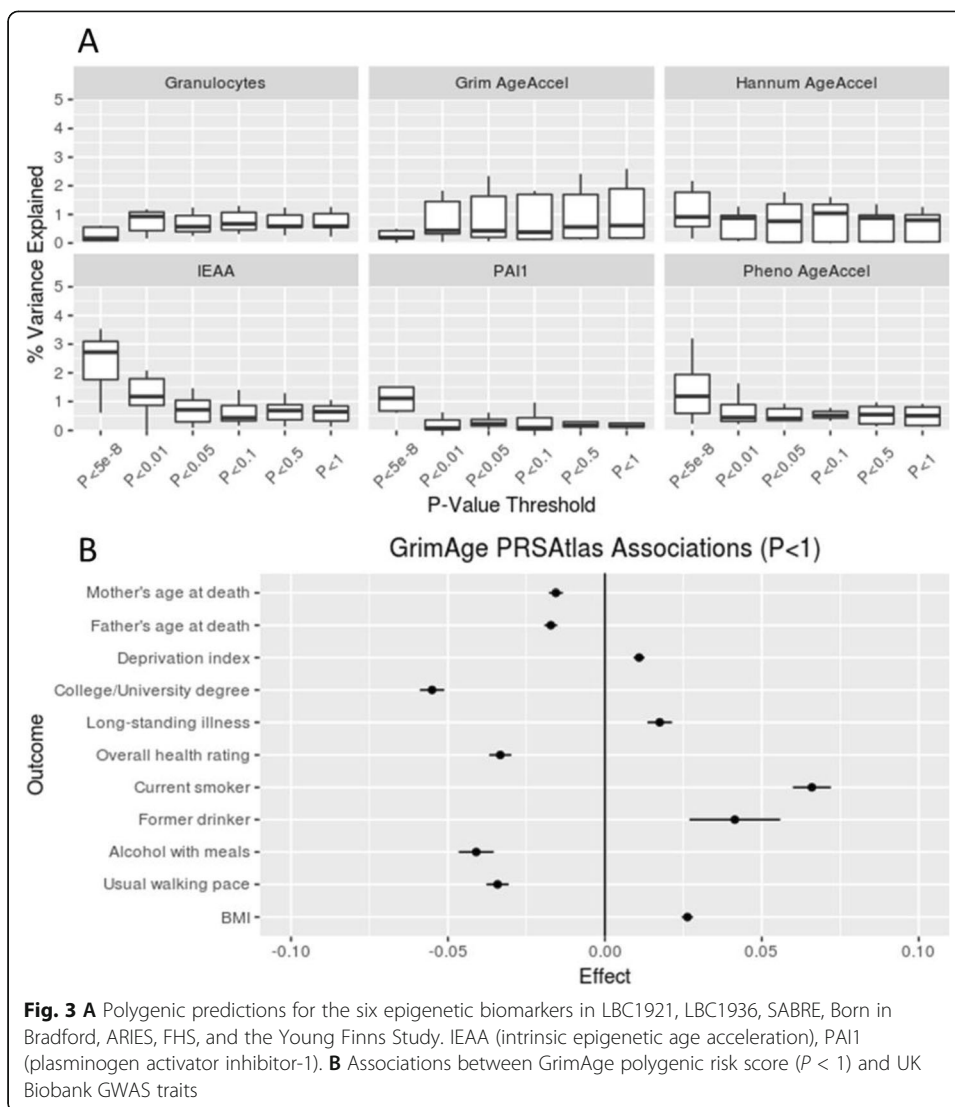 A
Granulocytes
Grim AgeAccel
Hannum AgeAccel
5
4
3
2
1
0
IEAA
PAI1
Pheno AgeAccel
5
4
3
2
1
0
% Variance Explained
P<5e-8
P<0.01
P<0.05
P<0.1
P<0.5
P<1
P<5e-8
P<0.01
P<0.05
P<0.1
P<0.5
P<1
P<5e-8
P<0.01
P<0.05
P<0.1
P<0.5
P<1
P-Value Threshold
B
GrimAge PRSAtlas Associations (P<1)
Outcome
Mother's age at death
Father's age at death
Deprivation index
College/University degree
Long-standing illness
Overall health rating
Current smoker
Former drinker
Alcohol with meals
Usual walking pace
BMI
-0.10
-0.05
0.00
0.05
0.10
Effect
Fig. 3 A Polygenic predictions for the six epigenetic biomarkers in LBC1921, LBC1936, SABRE, Born in
Bradford, ARIES, FHS, and the Young Finns Study. IEAA (intrinsic epigenetic age acceleration), PAI1
(plasminogen activator inhibitor-1). B Associations between GrimAge polygenic risk score (P < 1) and UK
Biobank GWAS traits